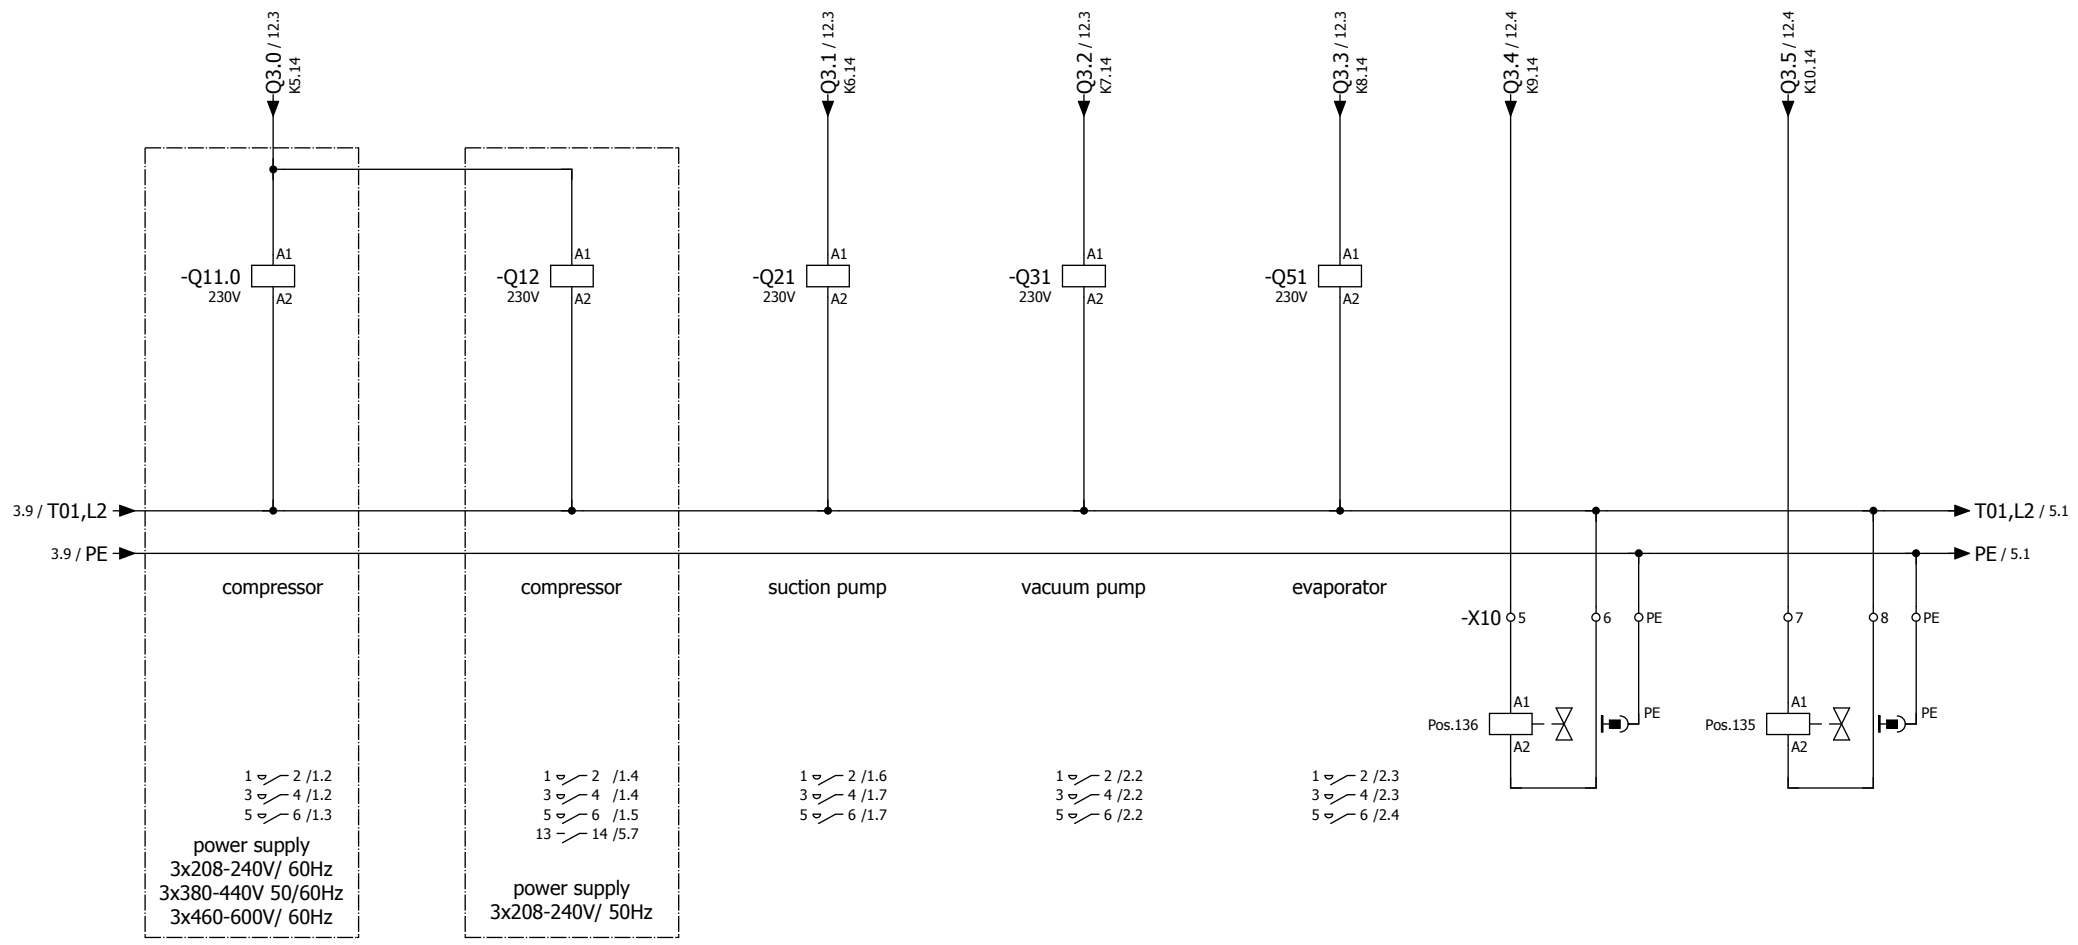 Q3.0 / 12.3
K5.14
Q3.1 / 12.3
K6.14
Q3.2 / 12.3
K7.14
Q3.3 / 12.3
K8.14
Q3.4 / 12.4
K9.14
Q3.5 / 12.4
K10.14
A1
-Q11.0
230V
A2
A1
-Q12
230V
A2
A1
-Q21
230V
A2
A1
-Q31
230V
A2
A1
-Q51
230V
A2
3.9 / T01,L2
T01,L2 / 5.1
3.9 / PE
PE / 5.1
compressor
compressor
suction pump
vacuum pump
evaporator
-X10 5
6
PE
7
8
PE
A1
Pos.136
A2
PE
A1
Pos.135
A2
PE
1 2 /1.2
3 4 /1.2
5 6 /1.3
1 2 /1.4
3 4 /1.4
5 6 /1.5
13 14 /5.7
1 2 /1.6
3 4 /1.7
5 6 /1.7
1 2 /2.2
3 4 /2.2
5 6 /2.2
1 2 /2.3
3 4 /2.3
5 6 /2.4
power supply
3x208-240V/ 60Hz
3x380-440V 50/60Hz
3x460-600V/ 60Hz
power supply
3x208-240V/ 50Hz